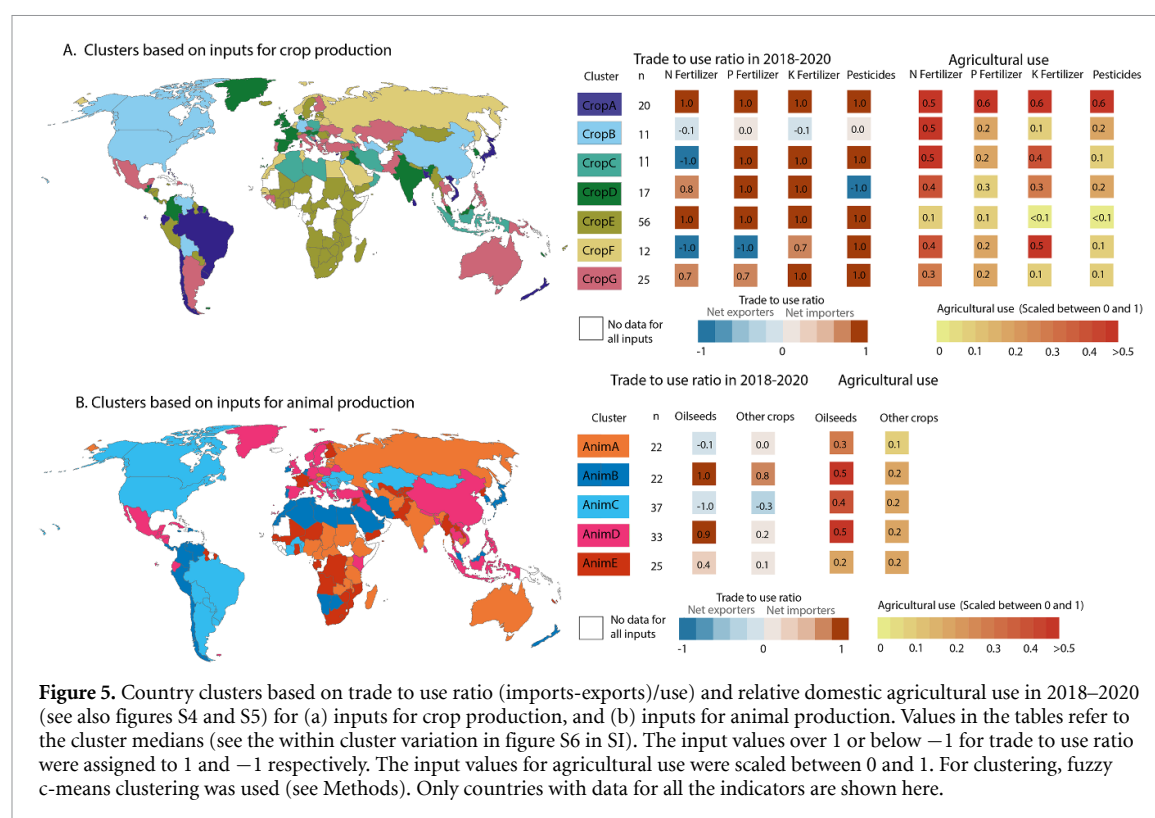 A. Clusters based on inputs for crop production
Trade to use ratio in 2018-2020 Agricultural use
Cluster n N Fertilizer P Fertilizer K Fertilizer Pesticides N Fertilizer P Fertilizer K Fertilizer Pesticides
CropA 20 1.0 1.0 1.0 1.0 0.5 0.6 0.6 0.6
CropB 11 -0.1 0.0 -0.1 0.0 0.5 0.2 0.1 0.2
CropC 11 -1.0 1.0 1.0 1.0 0.5 0.2 0.4 0.1
CropD 17 0.8 1.0 1.0 -1.0 0.4 0.3 0.3 0.2
CropE 56 1.0 1.0 1.0 1.0 0.1 0.1 <0.1 <0.1
CropF 12 -1.0 -1.0 0.7 1.0 0.4 0.2 0.5 0.1
CropG 25 0.7 0.7 1.0 1.0 0.3 0.2 0.1 0.1
No data for
all inputs
Trade to use ratio
Net exporters Net importers
-1 0 1
Agricultural use (Scaled between 0 and 1)
0 0.1 0.2 0.3 0.4 >0.5
B. Clusters based on inputs for animal production
Trade to use ratio in 2018-2020 Agricultural use
Cluster n Oilseeds Other crops Oilseeds Other crops
AnimA 22 -0.1 0.0 0.3 0.1
AnimB 22 1.0 0.8 0.5 0.2
AnimC 37 -1.0 -0.3 0.4 0.2
AnimD 33 0.9 0.2 0.5 0.2
AnimE 25 0.4 0.1 0.2 0.2
No data for
all inputs
Trade to use ratio
Net exporters Net importers
-1 0 1
Agricultural use (Scaled between 0 and 1)
0 0.1 0.2 0.3 0.4 >0.5
Figure 5. Country clusters based on trade to use ratio (imports-exports)/use) and relative domestic agricultural use in 2018–2020
(see also figures S4 and S5) for (a) inputs for crop production, and (b) inputs for animal production. Values in the tables refer to
the cluster medians (see the within cluster variation in figure S6 in SI). The input values over 1 or below −1 for trade to use ratio
were assigned to 1 and −1 respectively. The input values for agricultural use were scaled between 0 and 1. For clustering, fuzzy
c-means clustering was used (see Methods). Only countries with data for all the indicators are shown here.